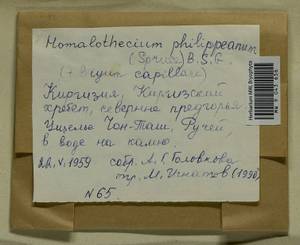 Homalothecium philippeanum
(Spruce) B.S.G.
(+ Bryum capillare)
Киргизия, Киргизский
хребет, северные предгорья
Ущелье Чон-Таш, Ручей,
в воде на камне.
22.V.1959 собр. А.Г. Головкова
опр. М. Игнатов (1990)
N 65